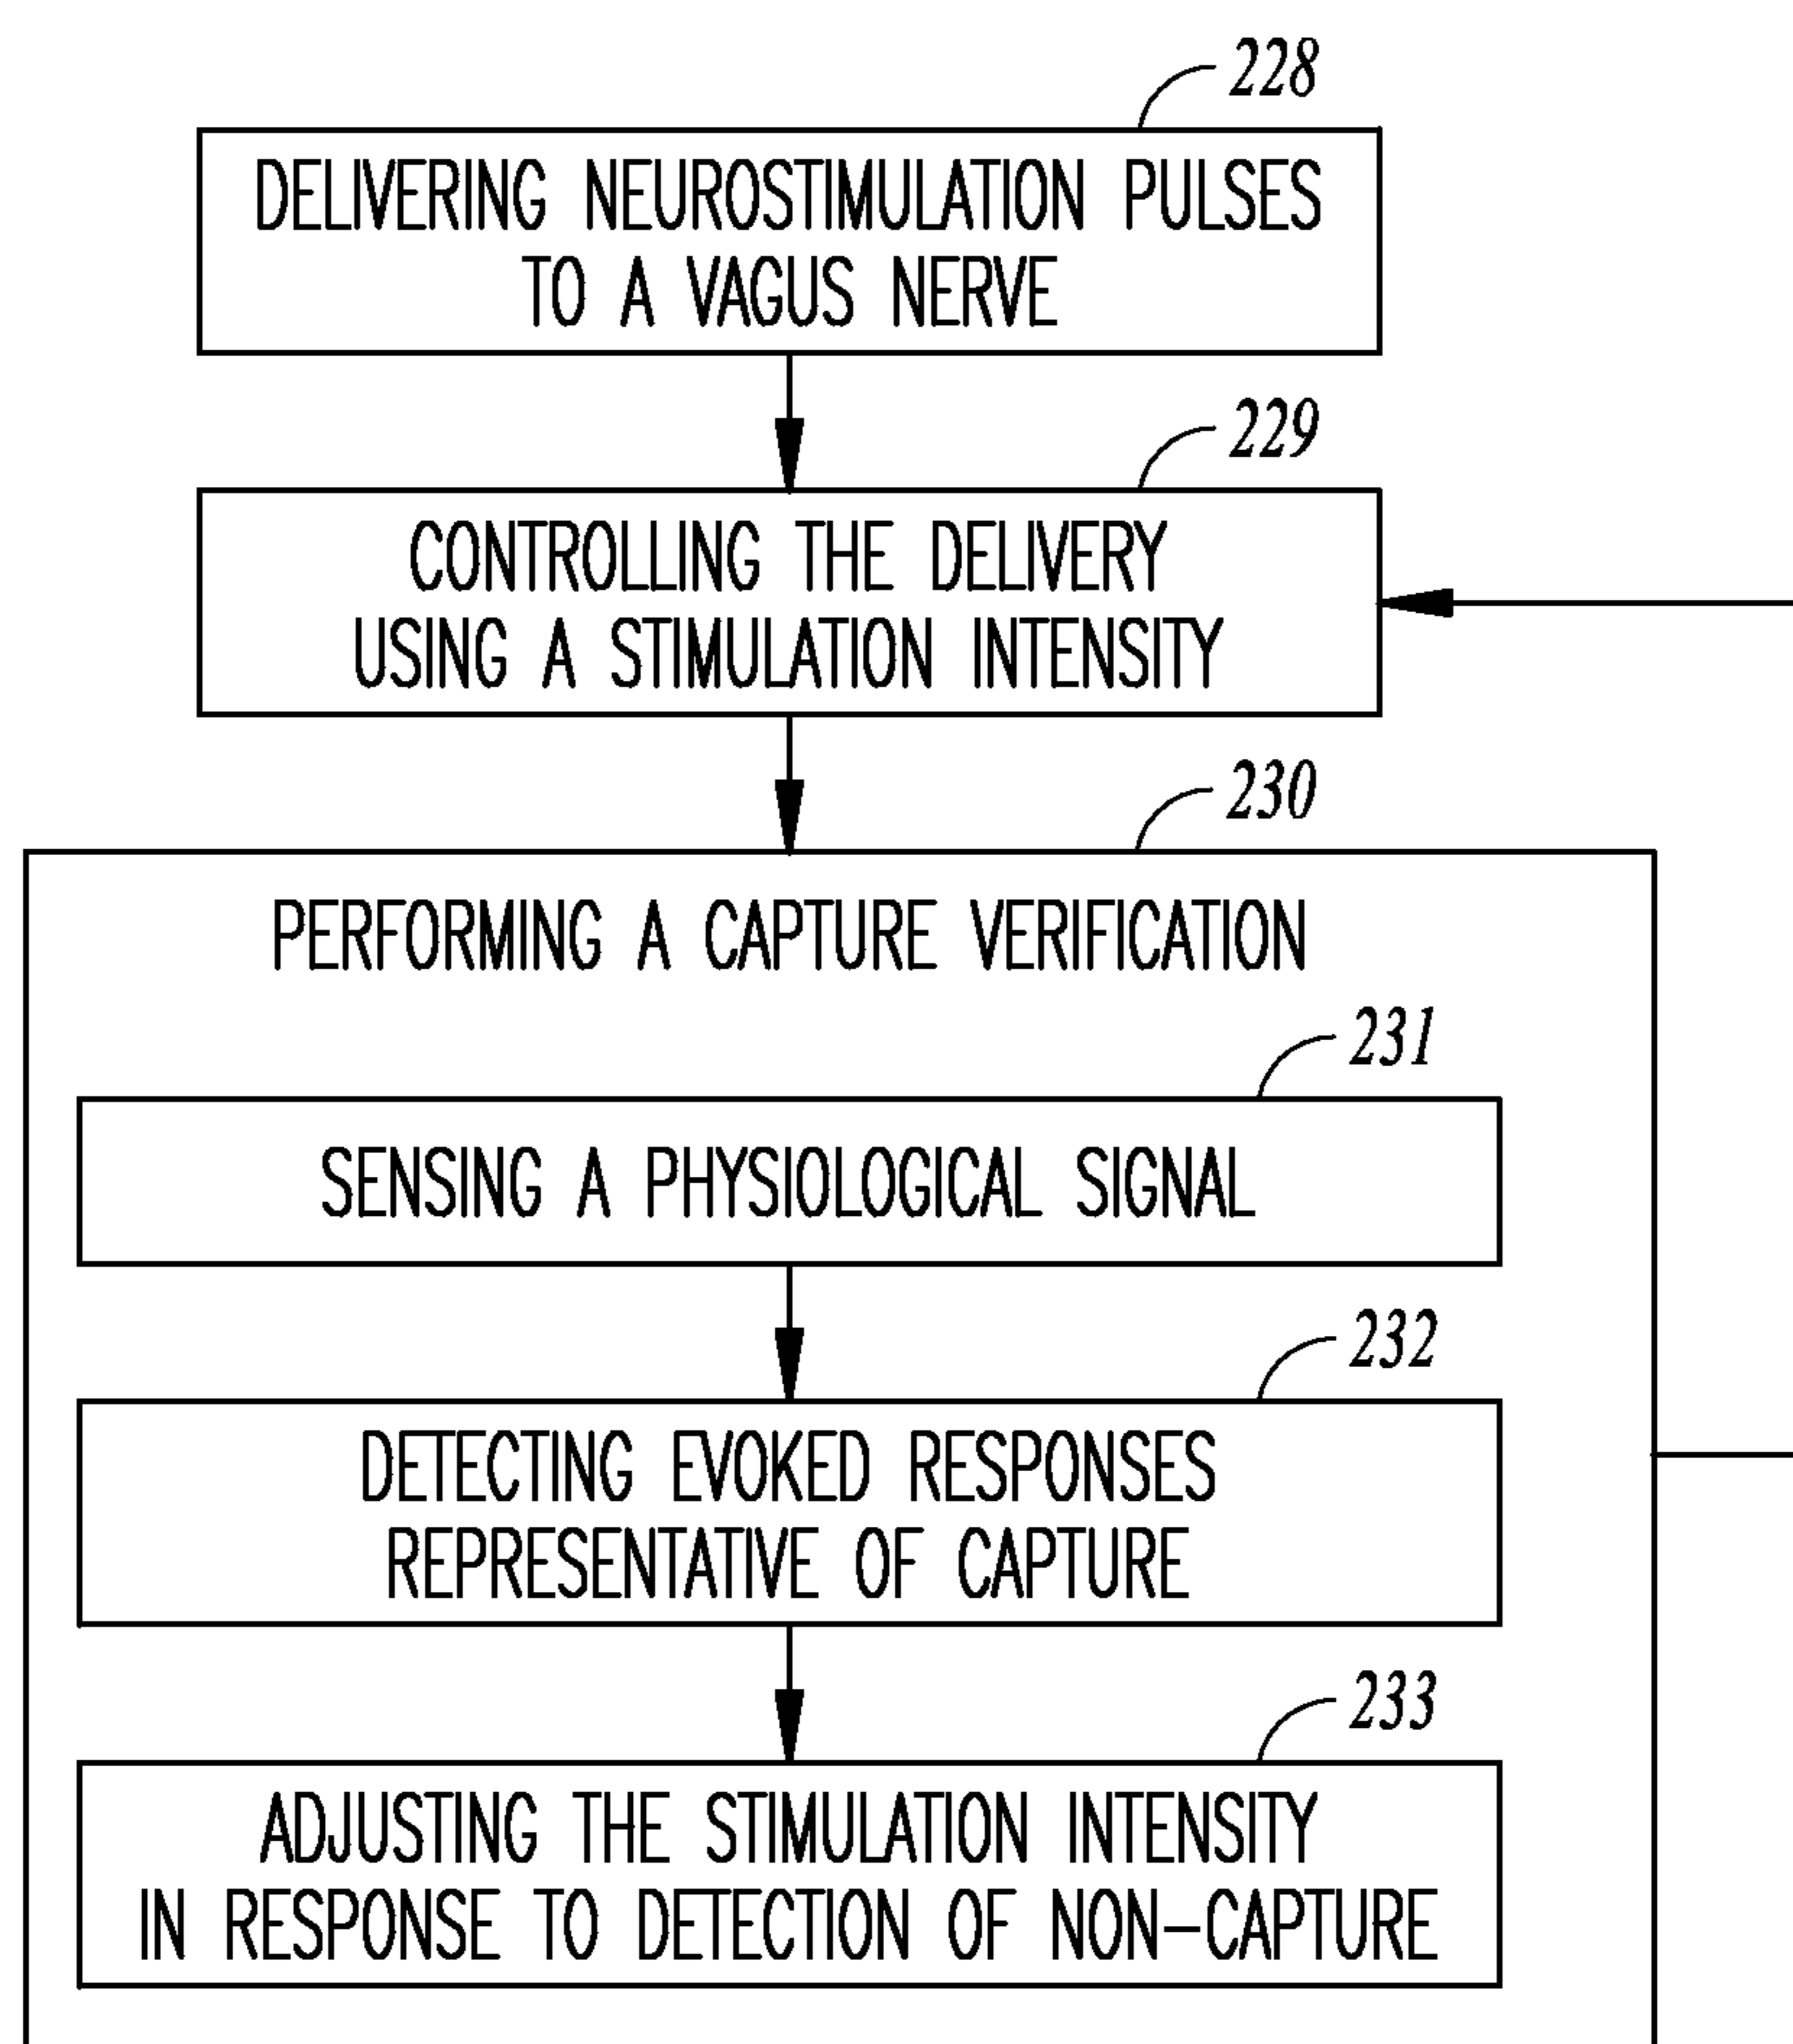 228
DELIVERING NEUROSTIMULATION PULSES
TO A VAGUS NERVE
229
CONTROLLING THE DELIVERY
USING A STIMULATION INTENSITY
230
PERFORMING A CAPTURE VERIFICATION
231
SENSING A PHYSIOLOGICAL SIGNAL
232
DETECTING EVOKED RESPONSES
REPRESENTATIVE OF CAPTURE
233
ADJUSTING THE STIMULATION INTENSITY
IN RESPONSE TO DETECTION OF NON-CAPTURE